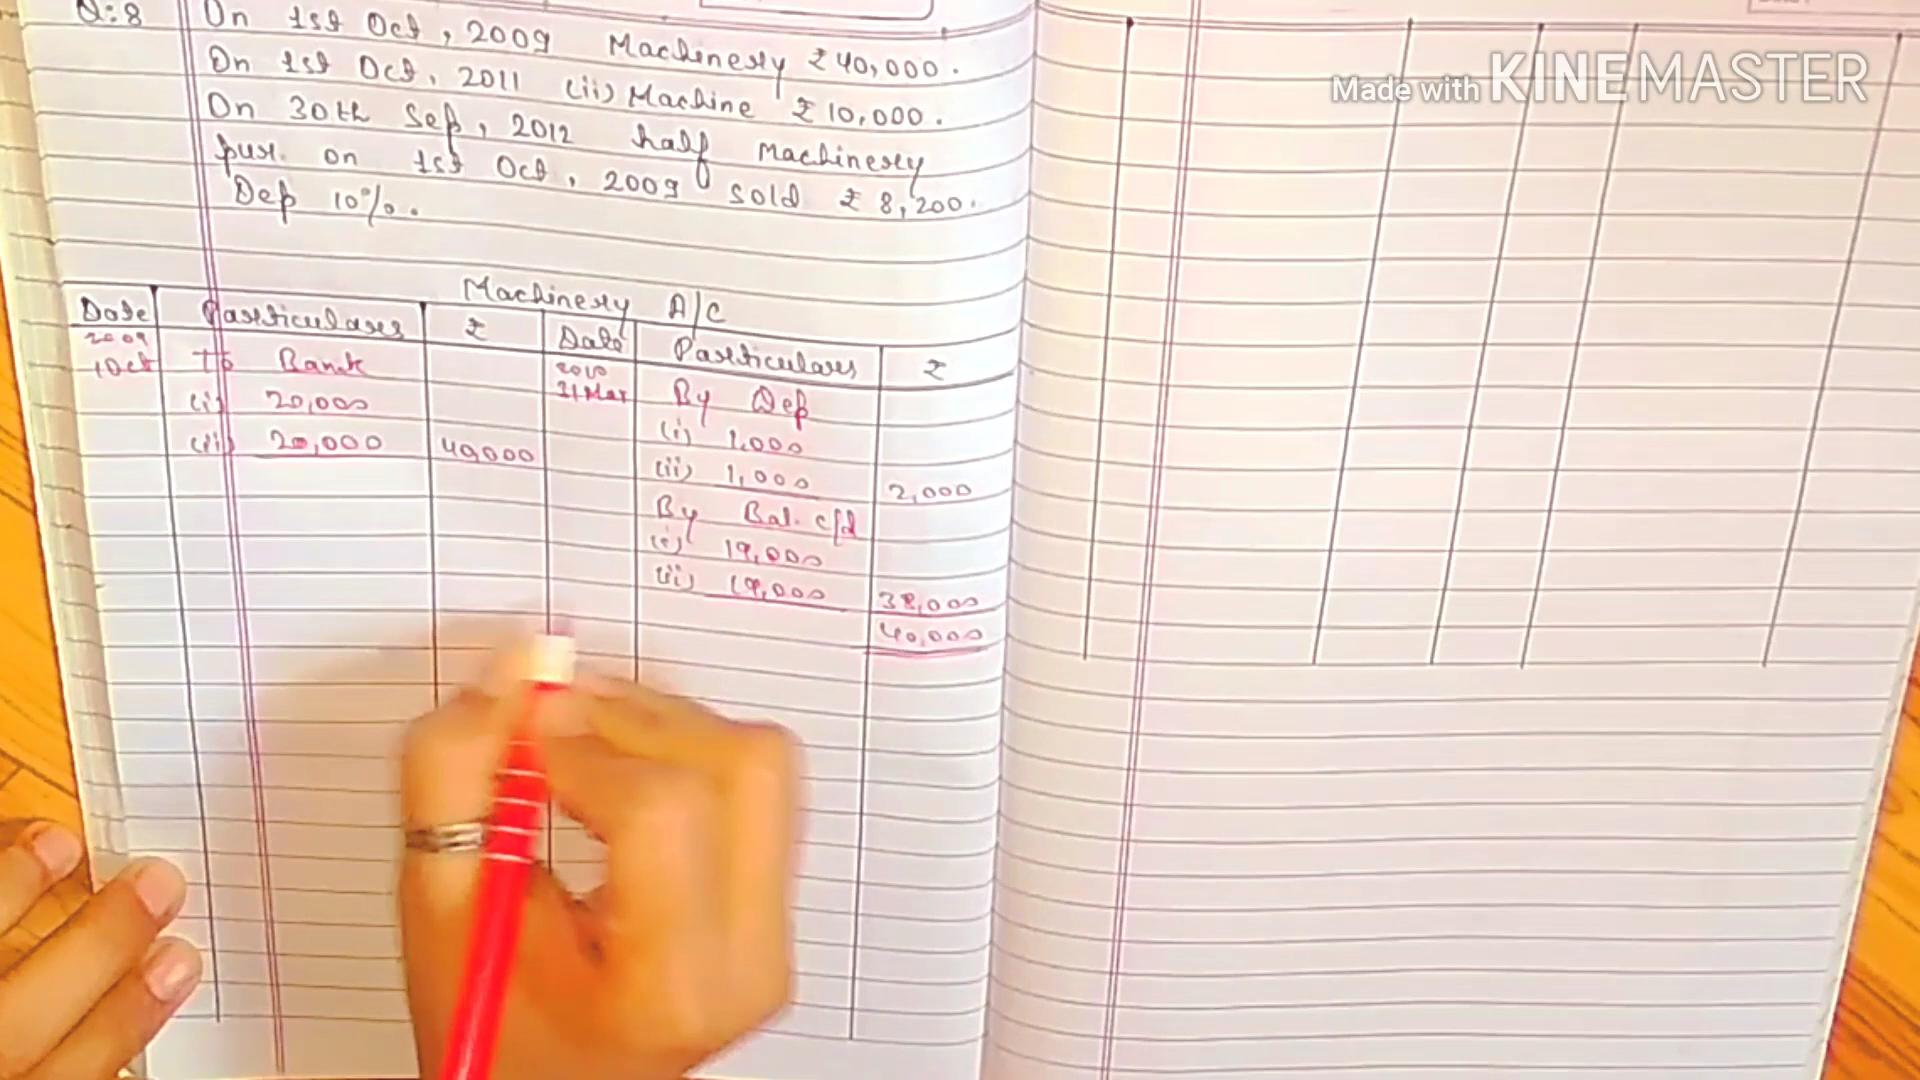 Q:8 On 1st Oct, 2009 Machinery ₹ 40,000.
On 1st Oct, 2011 (ii) Machine ₹ 10,000.
On 30th Sep, 2012 half Machinery
pur. on 1st Oct, 2009 sold ₹ 8,200.
Dep 10%.
Machinery A/C
Date Particulars ₹ Date Particulars ₹
2009
1 Oct To Bank
(i) 20,000
(ii) 20,000 40,000
2010
31 Mar By Dep
(i) 1,000
(ii) 1,000 2,000
By Bal. c/d
(i) 19,000
(ii) 19,000 38,000
40,000
Made with KINEMASTER